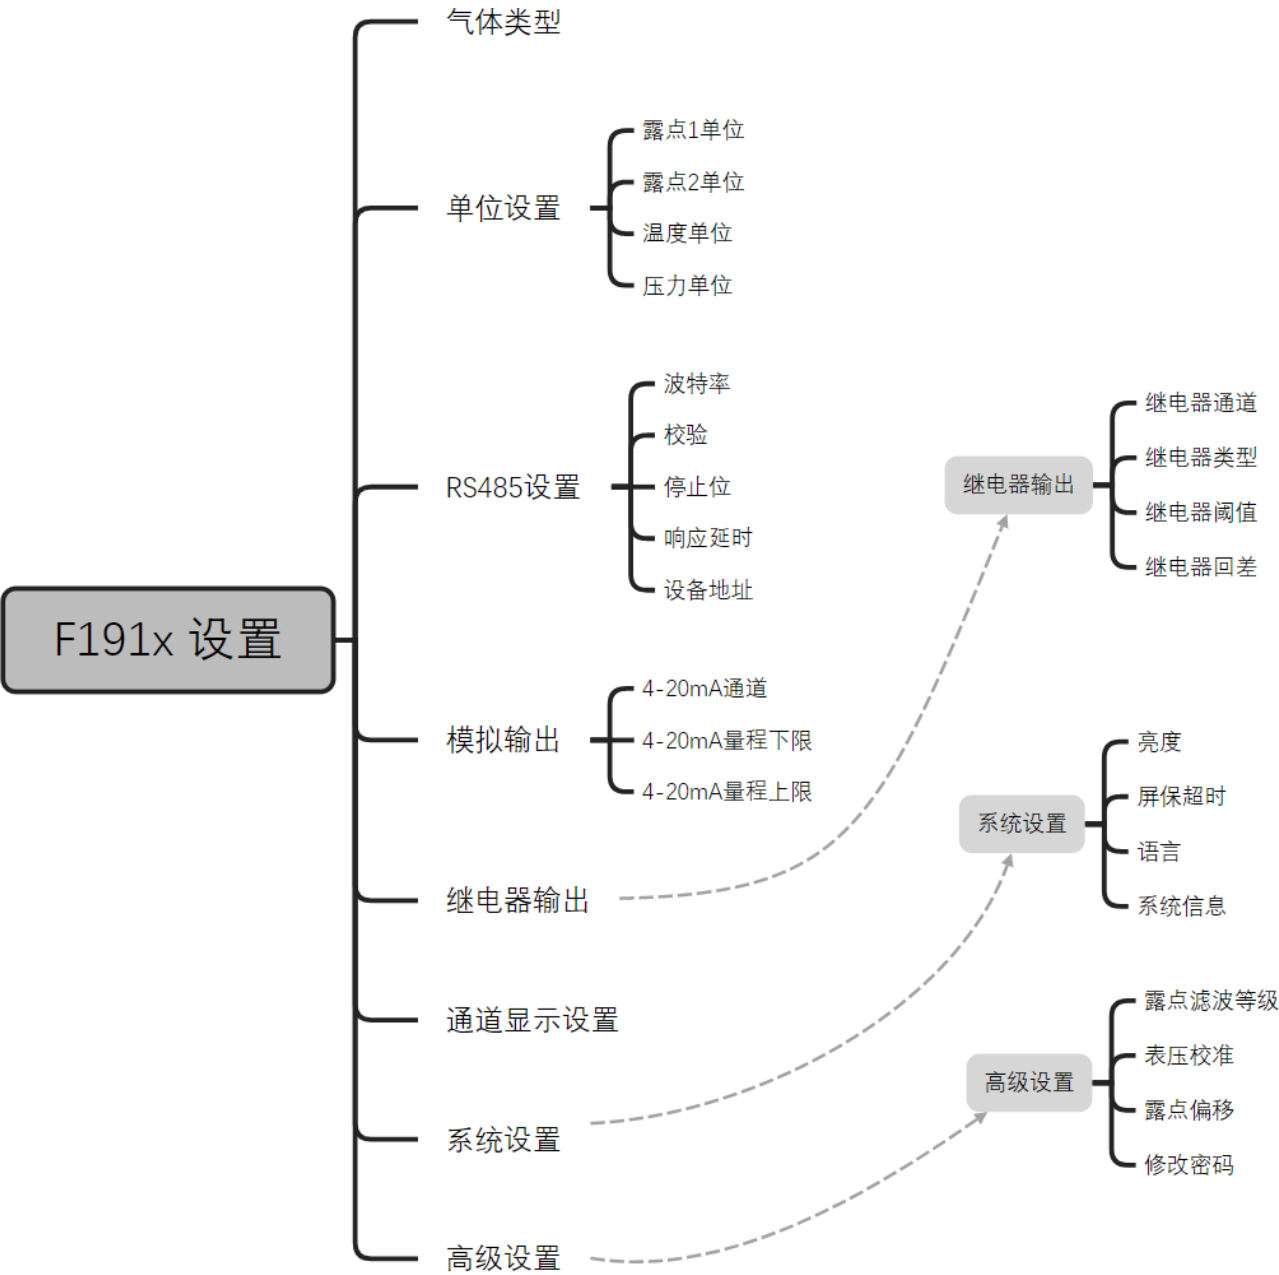 F191x 设置
气体类型
单位设置
露点1单位
露点2单位
温度单位
压力单位
RS485设置
波特率
校验
停止位
响应延时
设备地址
模拟输出
4-20mA通道
4-20mA量程下限
4-20mA量程上限
继电器输出
通道显示设置
系统设置
高级设置
继电器输出
继电器通道
继电器类型
继电器阈值
继电器回差
系统设置
亮度
屏保超时
语言
系统信息
高级设置
露点滤波等级
表压校准
露点偏移
修改密码